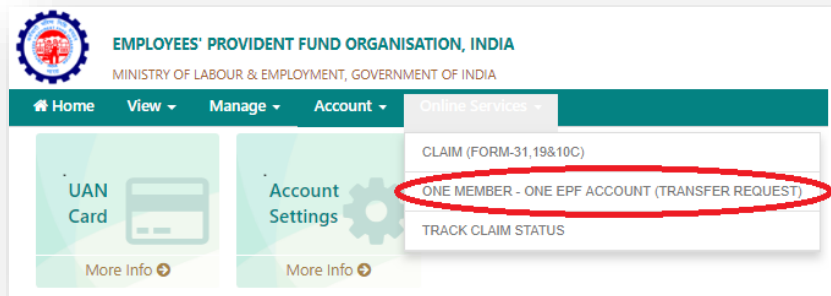 EMPLOYEES' PROVIDENT FUND ORGANISATION, INDIA
MINISTRY OF LABOUR & EMPLOYMENT, GOVERNMENT OF INDIA
Home View Manage Account Online Services
CLAIM (FORM-31,19&10C)
ONE MEMBER - ONE EPF ACCOUNT (TRANSFER REQUEST)
TRACK CLAIM STATUS
UAN
Card
More Info
Account
Settings
More Info